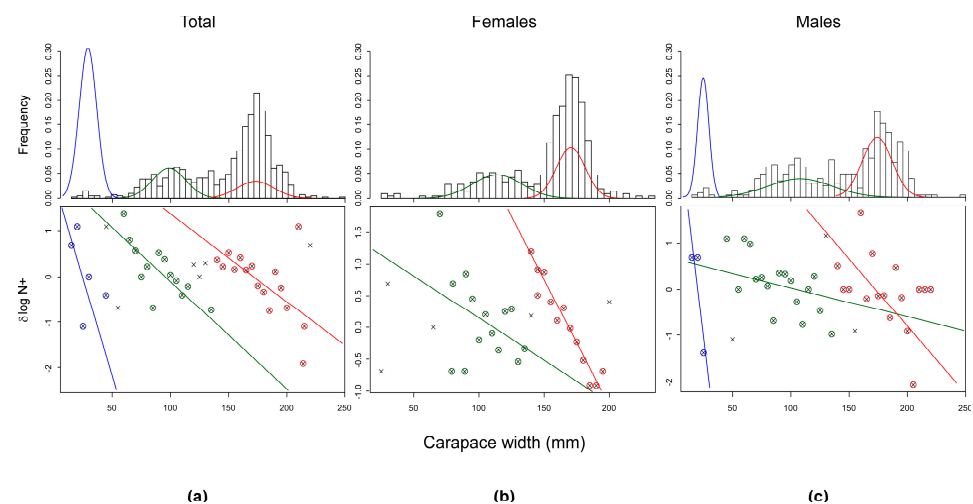 Total
Females
Males
Frequency
0.00 0.05 0.10 0.15 0.20 0.25 0.30
0.00 0.05 0.10 0.15 0.20 0.25 0.30
0.00 0.05 0.10 0.15 0.20 0.25 0.30
δ log N+
-2 -1 0 1
-1.0 -0.5 0.0 0.5 1.0 1.5
-2 -1 0 1
50 100 150 200 250
50 100 150 200
50 100 150 200 250
Carapace width (mm)
(a)
(b)
(c)